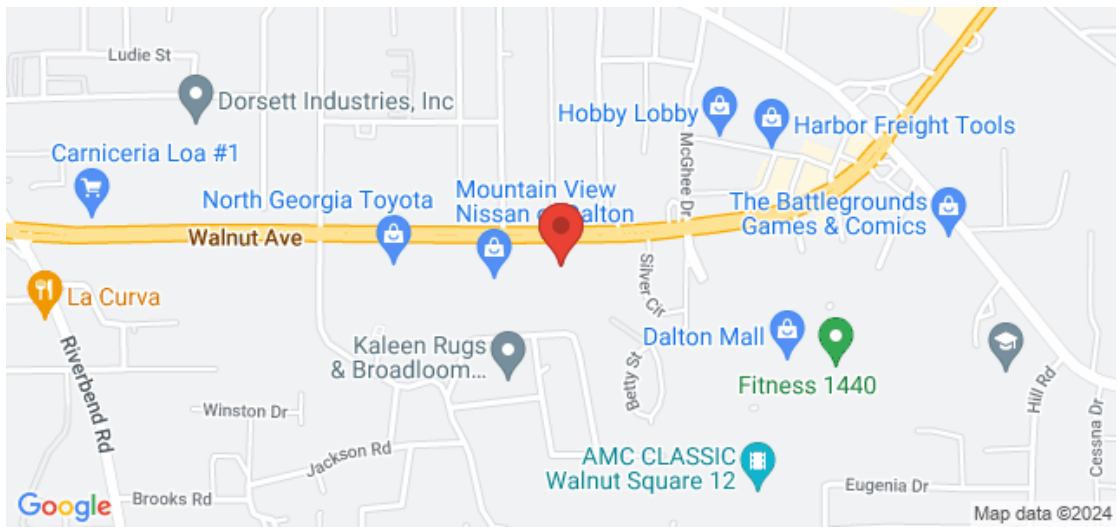 Ludie St
Dorsett Industries, Inc
Hobby Lobby
Harbor Freight Tools
Carniceria Loa #1
McGhee Dr
North Georgia Toyota
Mountain View
Nissan of Dalton
The Battlegrounds
Games & Comics
Walnut Ave
Silver Cir
La Curva
Riverbend Rd
Kaleen Rugs
& Broadloom...
Dalton Mall
Betty St
Fitness 1440
Hill Rd
Cessna Dr
Winston Dr
Jackson Rd
AMC CLASSIC
Walnut Square 12
Brooks Rd
Eugenia Dr
Google
Map data ©2024